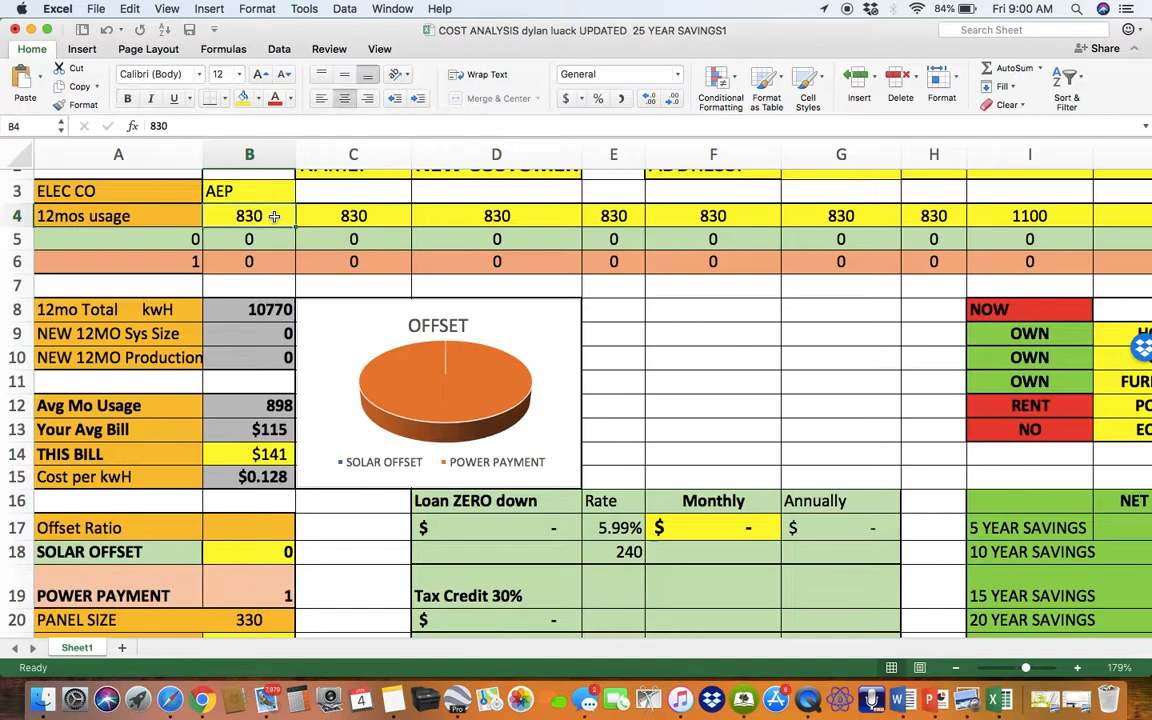 Excel File Edit View Insert Format Tools Data Window Help 84% Fri 9:00 AM
COST ANALYSIS dylan luack UPDATED 25 YEAR SAVINGS1
Search Sheet
Home Insert Page Layout Formulas Data Review View Share
Paste Cut Copy Format
Calibri (Body) 12
Wrap Text General AutoSum
Merge & Center Fill
Conditional Formatting Format as Table Cell Styles Insert Delete Format Clear Sort & Filter
B4 fx 830
A B C D E F G H I
3 ELEC CO AEP
4 12mos usage 830 830 830 830 830 830 830 1100
5 0 0 0 0 0 0 0 0 0
6 1 0 0 0 0 0 0 0 0
7
8 12mo Total kwH 10770 NOW
9 NEW 12MO Sys Size 0 OWN
10 NEW 12MO Production 0 OWN
11 OWN FURI
12 Avg Mo Usage 898 RENT PO
13 Your Avg Bill $115 NO EC
14 THIS BILL $141
15 Cost per kwH $0.128
OFFSET
SOLAR OFFSET POWER PAYMENT
16 Loan ZERO down Rate Monthly Annually NET
17 Offset Ratio $ - 5.99% $ - $ - 5 YEAR SAVINGS
18 SOLAR OFFSET 0 240 10 YEAR SAVINGS
19 POWER PAYMENT 1 Tax Credit 30% 15 YEAR SAVINGS
20 PANEL SIZE 330 $ - 20 YEAR SAVINGS
Sheet1
Ready 179%